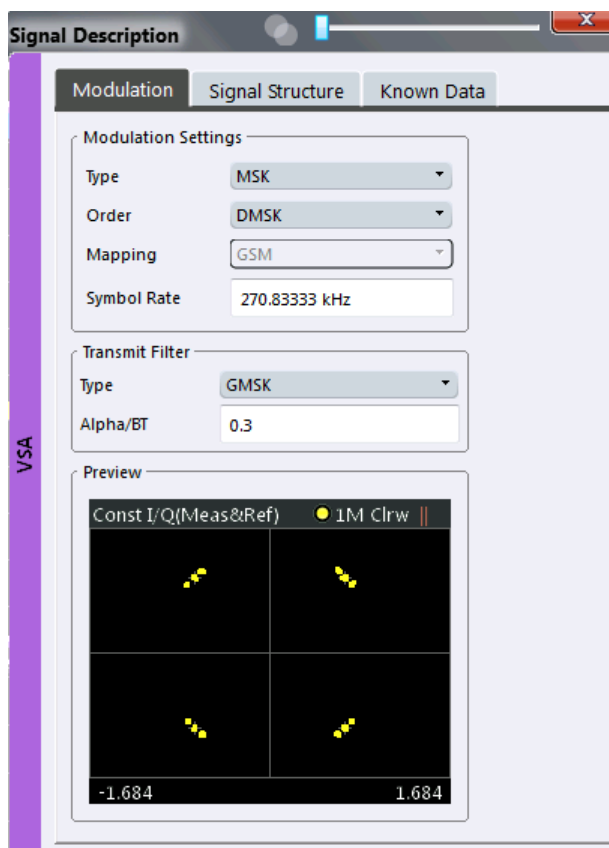 Signal Description
Modulation Signal Structure Known Data
Modulation Settings
Type MSK
Order DMSK
Mapping GSM
Symbol Rate 270.83333 kHz
Transmit Filter
Type GMSK
Alpha/BT 0.3
VSA
Preview
Const I/Q(Meas&Ref) 1M Clrw
-1.684 1.684